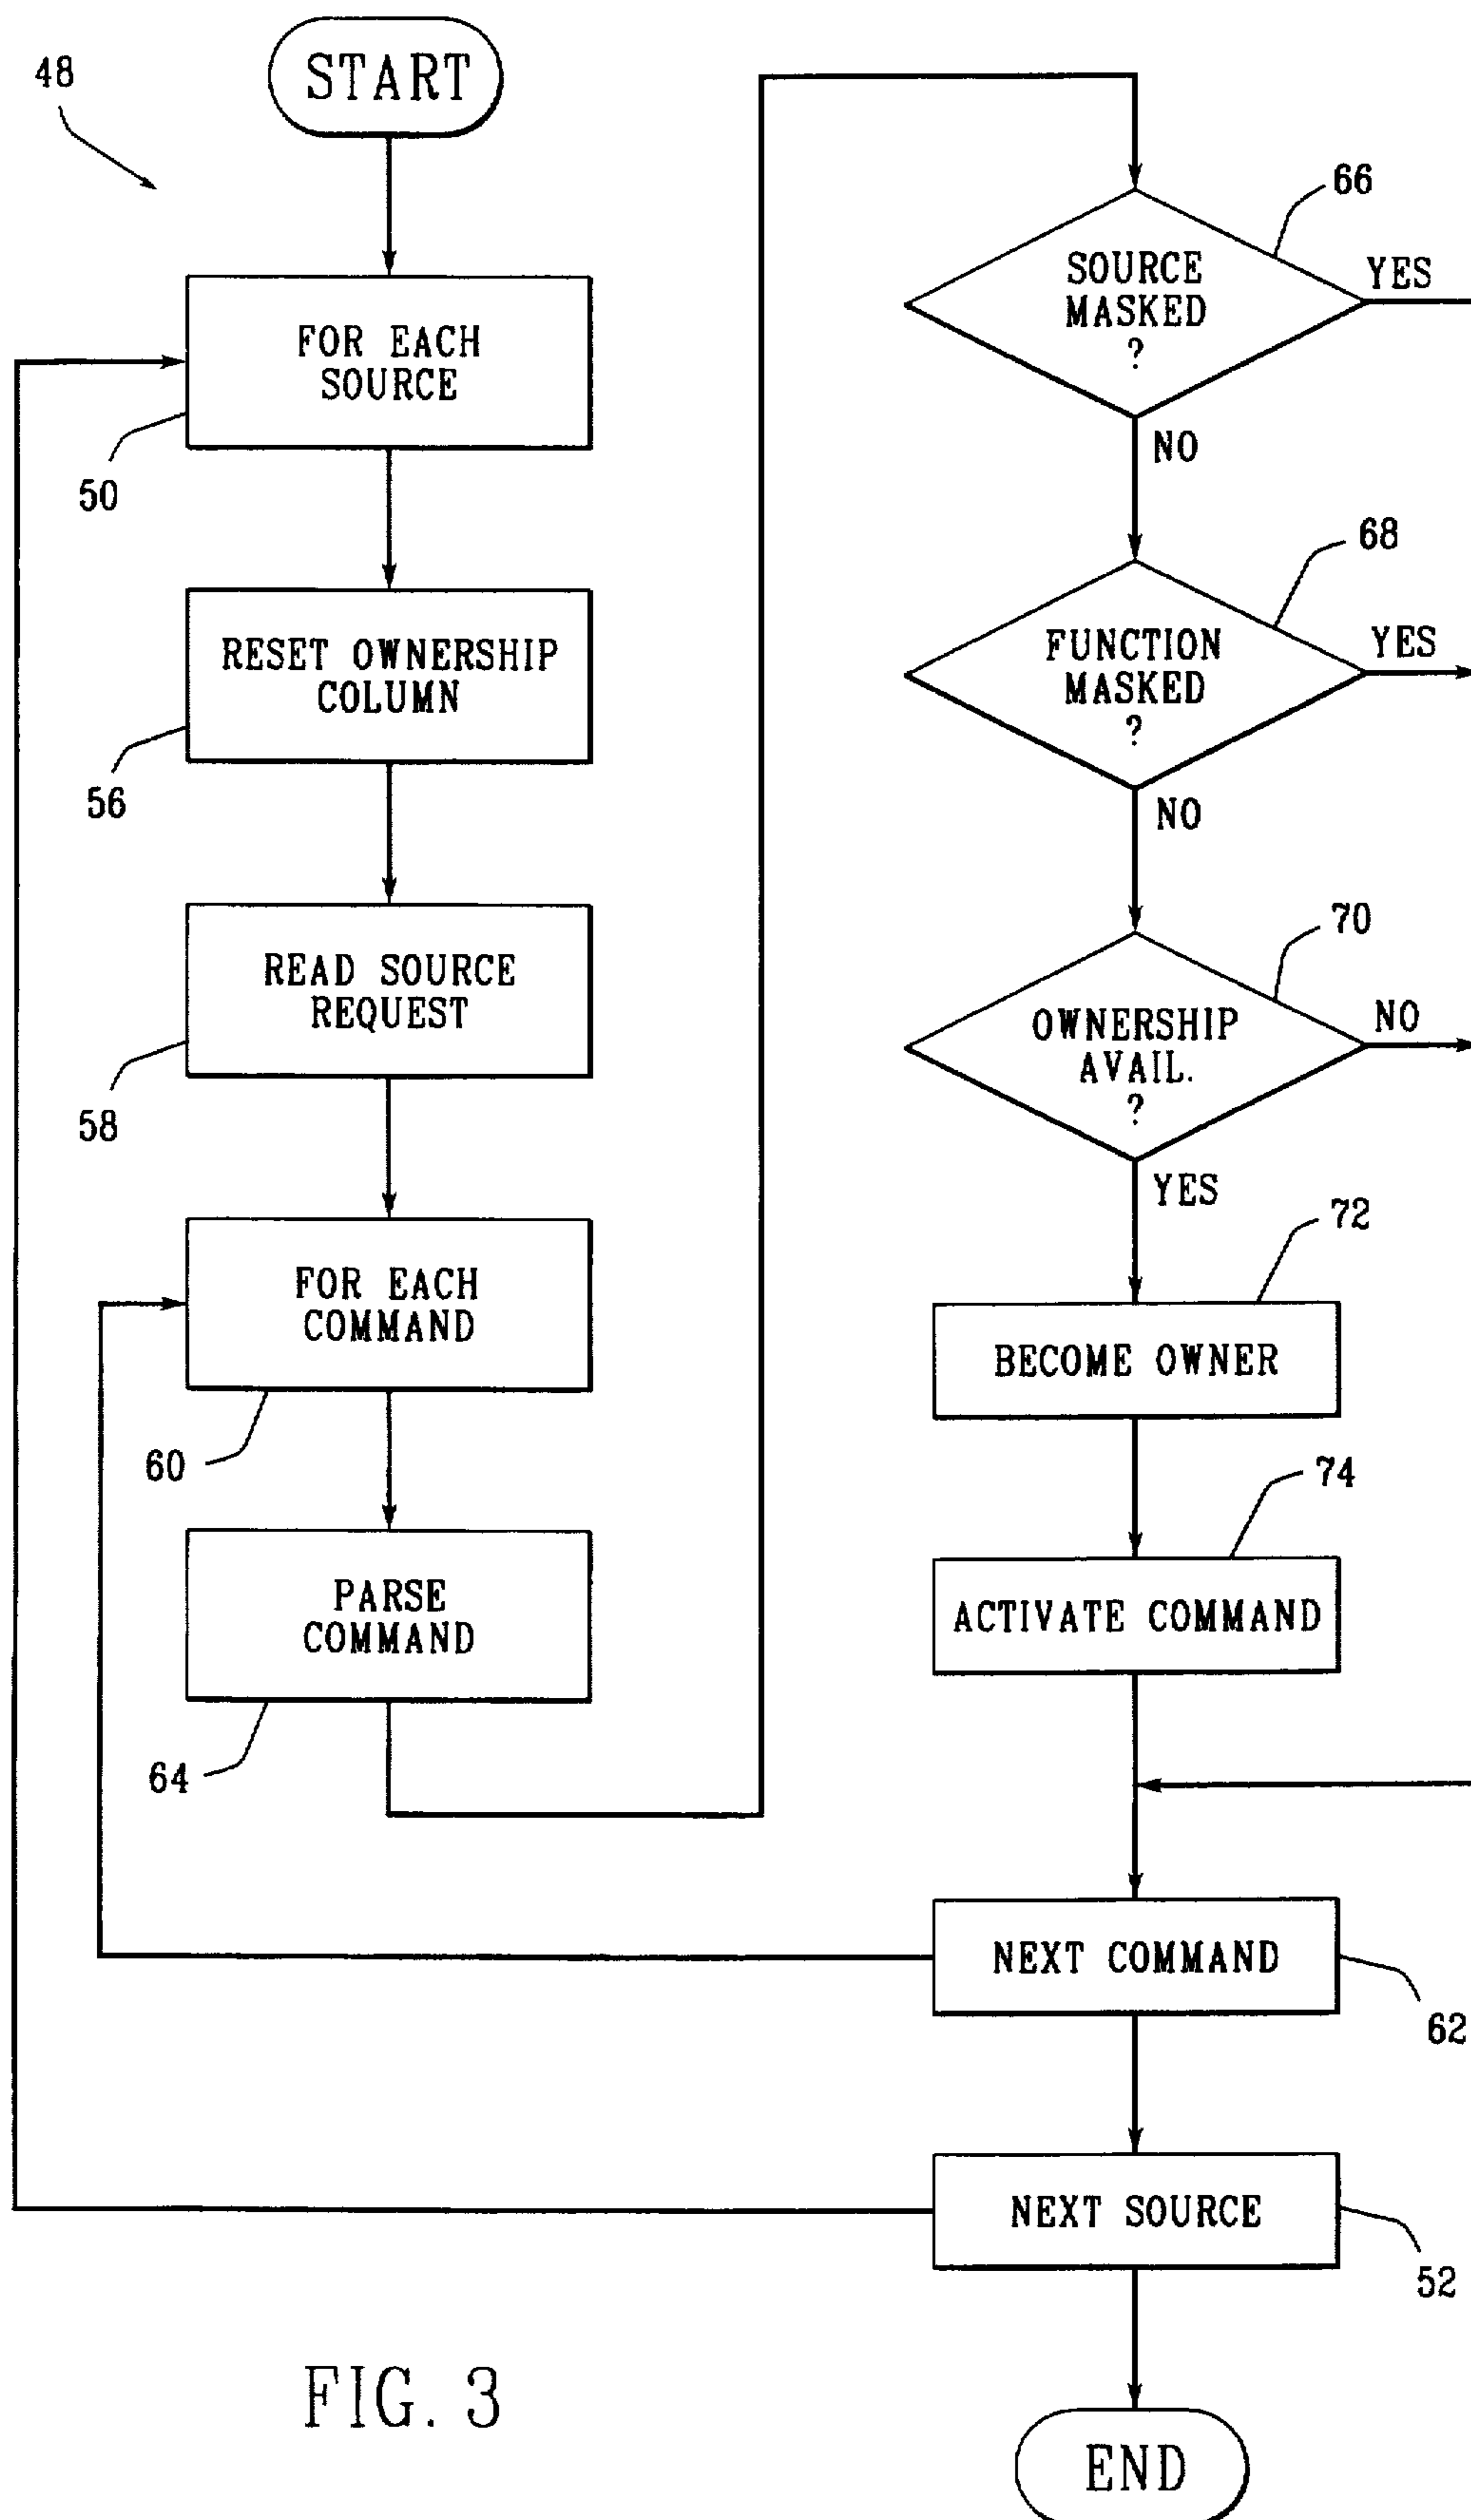 48
START
FOR EACH
SOURCE
50
RESET OWNERSHIP
COLUMN
56
READ SOURCE
REQUEST
58
FOR EACH
COMMAND
60
PARSE
COMMAND
64
66
SOURCE
MASKED
?
YES
NO
68
FUNCTION
MASKED
?
YES
NO
70
OWNERSHIP
AVAIL.
?
NO
YES
72
BECOME OWNER
74
ACTIVATE COMMAND
NEXT COMMAND
62
NEXT SOURCE
52
END
FIG. 3